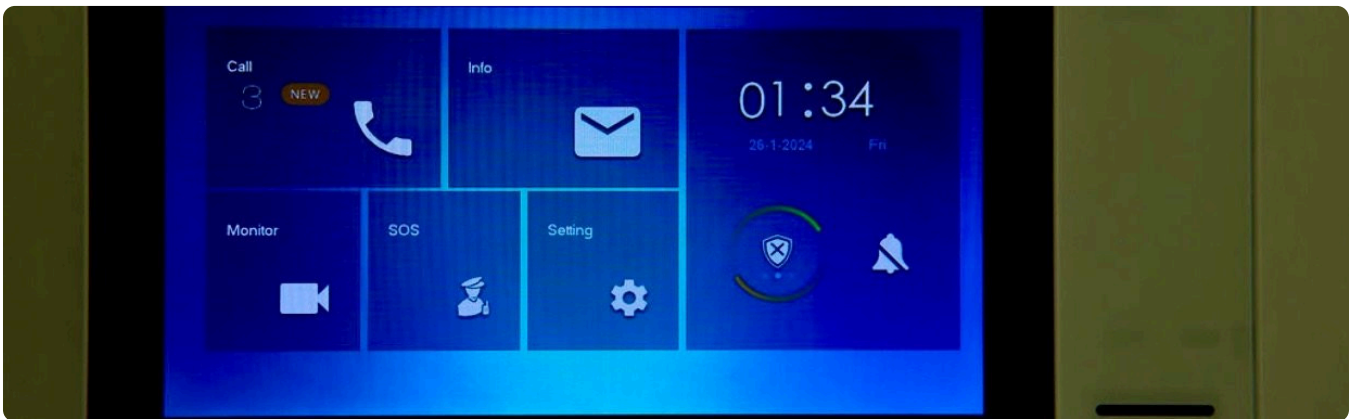 Call
3 NEW
Info
01:34
26-1-2024 Fri
Monitor
SOS
Setting